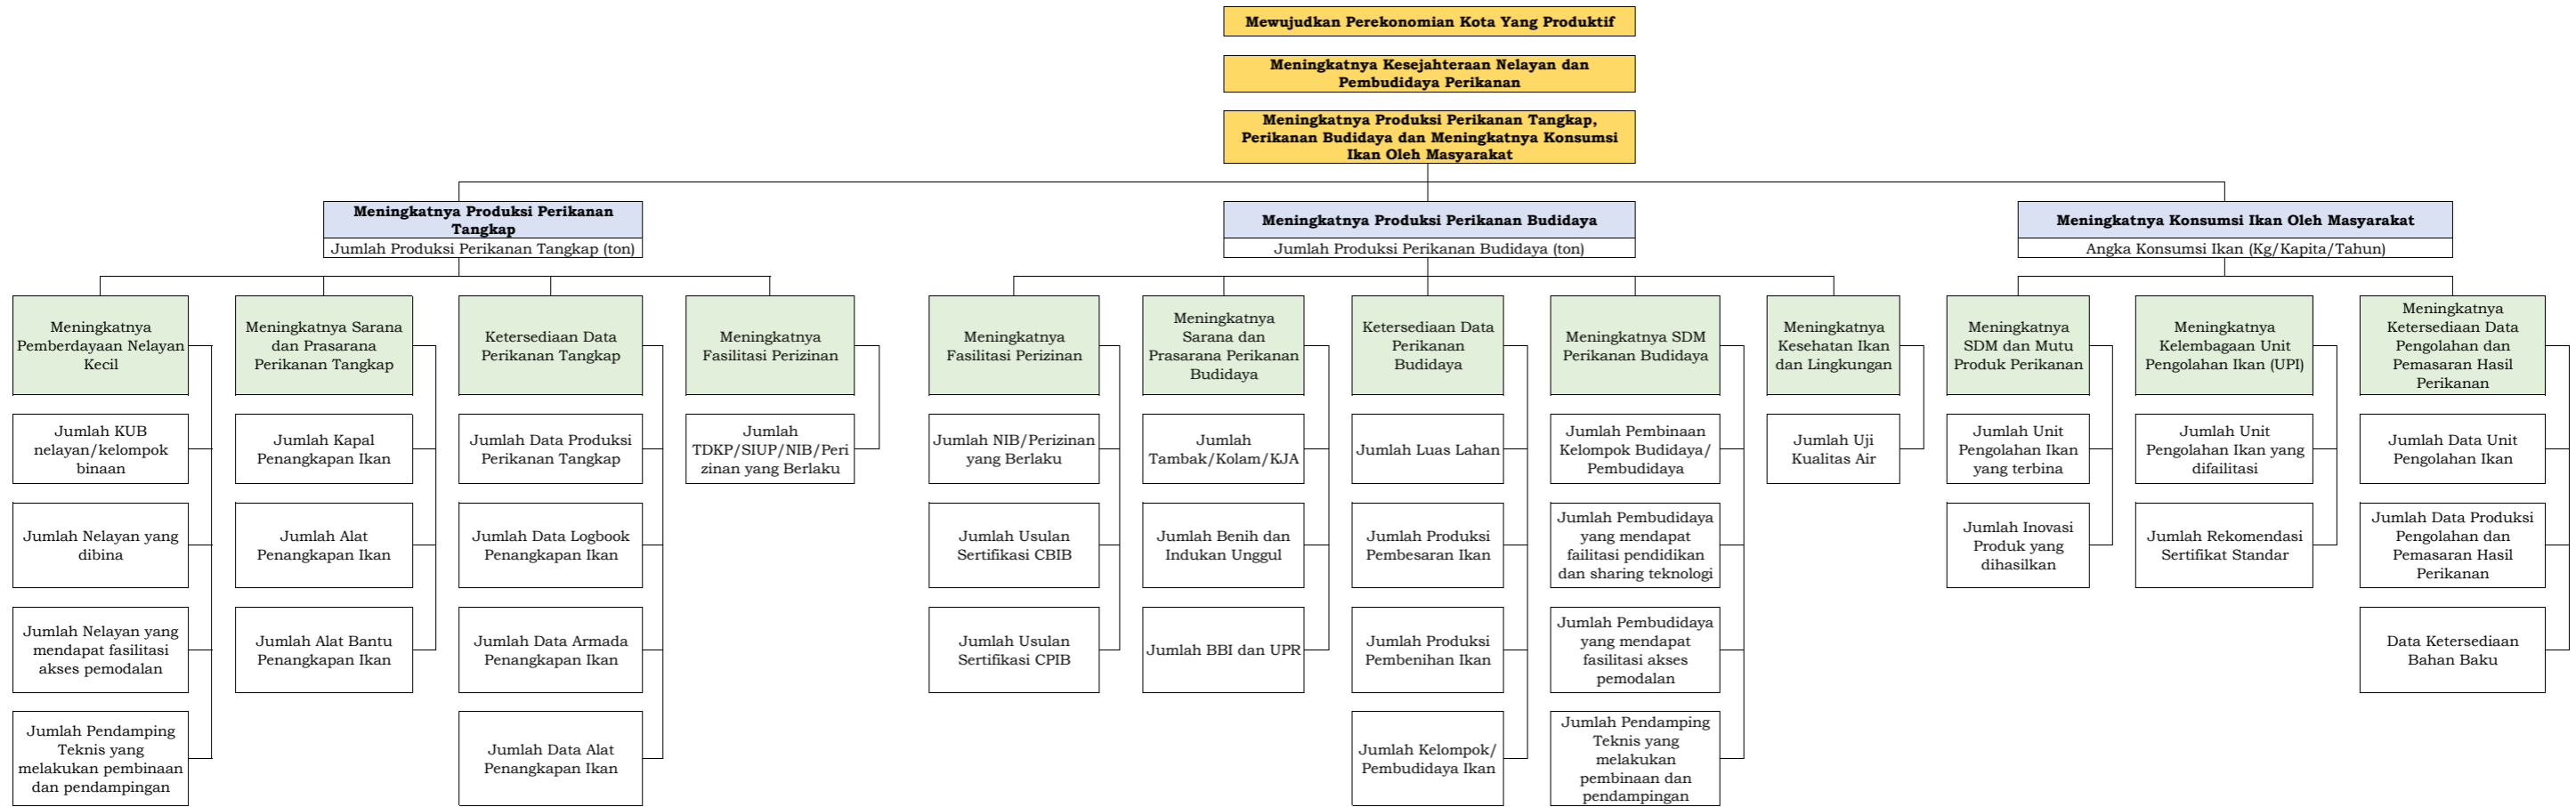 Mewujudkan Perekonomian Kota Yang Produktif
Meningkatnya Kesejahteraan Nelayan dan
Pembudidaya Perikanan
Meningkatnya Produksi Perikanan Tangkap,
Perikanan Budidaya dan Meningkatnya Konsumsi
Ikan Oleh Masyarakat
Meningkatnya Produksi Perikanan
Tangkap
Jumlah Produksi Perikanan Tangkap (ton)
Meningkatnya Produksi Perikanan Budidaya
Jumlah Produksi Perikanan Budidaya (ton)
Meningkatnya Konsumsi Ikan Oleh Masyarakat
Angka Konsumsi Ikan (Kg/Kapita/Tahun)
Meningkatnya
Pemberdayaan Nelayan
Kecil
Jumlah KUB
nelayan/kelompok
binaan
Jumlah Nelayan yang
dibina
Jumlah Nelayan yang
mendapat fasilitasi
akses pemodalan
Jumlah Pendamping
Teknis yang
melakukan pembinaan
dan pendampingan
Meningkatnya Sarana
dan Prasarana
Perikanan Tangkap
Jumlah Kapal
Penangkapan Ikan
Jumlah Alat
Penangkapan Ikan
Jumlah Alat Bantu
Penangkapan Ikan
Ketersediaan Data
Perikanan Tangkap
Jumlah Data Produksi
Perikanan Tangkap
Jumlah Data Logbook
Penangkapan Ikan
Jumlah Data Armada
Penangkapan Ikan
Jumlah Data Alat
Penangkapan Ikan
Meningkatnya
Fasilitasi Perizinan
Jumlah
TDKP/SIUP/NIB/Peri
zinan yang Berlaku
Meningkatnya
Fasilitasi Perizinan
Jumlah NIB/Perizinan
yang Berlaku
Jumlah Usulan
Sertifikasi CBIB
Jumlah Usulan
Sertifikasi CPIB
Meningkatnya
Sarana dan
Prasarana Perikanan
Budidaya
Jumlah
Tambak/Kolam/KJA
Jumlah Benih dan
Indukan Unggul
Jumlah BBI dan UPR
Ketersediaan Data
Perikanan
Budidaya
Jumlah Luas Lahan
Jumlah Produksi
Pembesaran Ikan
Jumlah Produksi
Pembenihan Ikan
Jumlah Kelompok/
Pembudidaya Ikan
Meningkatnya SDM
Perikanan Budidaya
Jumlah Pembinaan
Kelompok Budidaya/
Pembudidaya
Jumlah Pembudidaya
yang mendapat
failitasi pendidikan
dan sharing teknologi
Jumlah Pembudidaya
yang mendapat
fasilitasi akses
pemodalan
Jumlah Pendamping
Teknis yang
melakukan
pembinaan dan
pendampingan
Meningkatnya
Kesehatan Ikan
dan Lingkungan
Jumlah Uji
Kualitas Air
Meningkatnya
SDM dan Mutu
Produk Perikanan
Jumlah Unit
Pengolahan Ikan
yang terbina
Jumlah Inovasi
Produk yang
dihasilkan
Meningkatnya
Kelembagaan Unit
Pengolahan Ikan (UPI)
Jumlah Unit
Pengolahan Ikan yang
difailitasi
Jumlah Rekomendasi
Sertifikat Standar
Meningkatnya
Ketersediaan Data
Pengolahan dan
Pemasaran Hasil
Perikanan
Jumlah Data Unit
Pengolahan Ikan
Jumlah Data Produksi
Pengolahan dan
Pemasaran Hasil
Perikanan
Data Ketersediaan
Bahan Baku